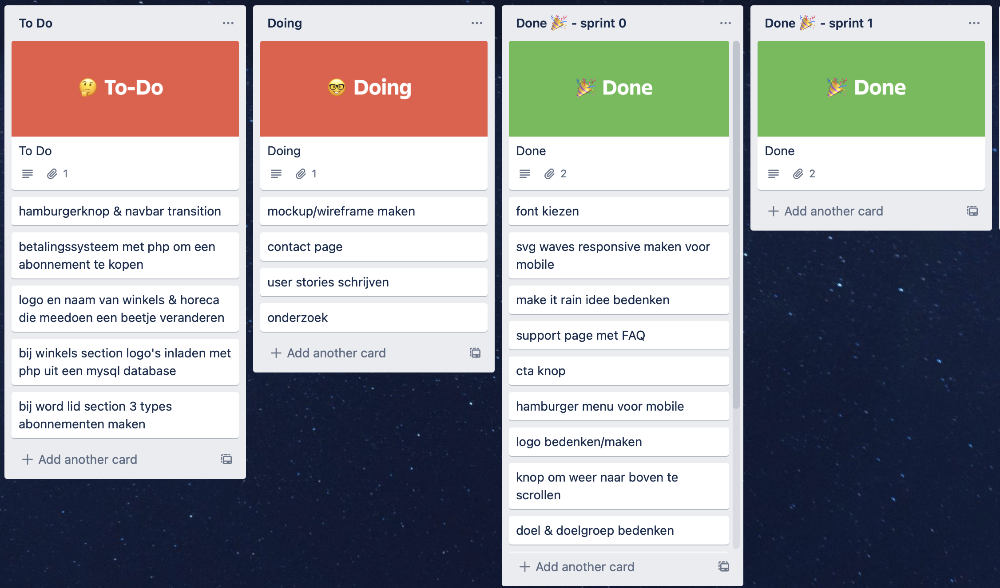 To Do
🤔 To-Do
To Do
1
hamburgerknop & navbar transition
betalingssysteem met php om een
abonnement te kopen
logo en naam van winkels & horeca
die meedoen een beetje veranderen
bij winkels section logo's inladen met
php uit een mysql database
bij word lid section 3 types
abonnementen maken
+ Add another card
Doing
🤓 Doing
Doing
1
mockup/wireframe maken
contact page
user stories schrijven
onderzoek
+ Add another card
Done 🎉 - sprint 0
🎉 Done
Done
2
font kiezen
svg waves responsive maken voor
mobile
make it rain idee bedenken
support page met FAQ
cta knop
hamburger menu voor mobile
logo bedenken/maken
knop om weer naar boven te
scrollen
doel & doelgroep bedenken
+ Add another card
Done 🎉 - sprint 1
🎉 Done
Done
2
+ Add another card